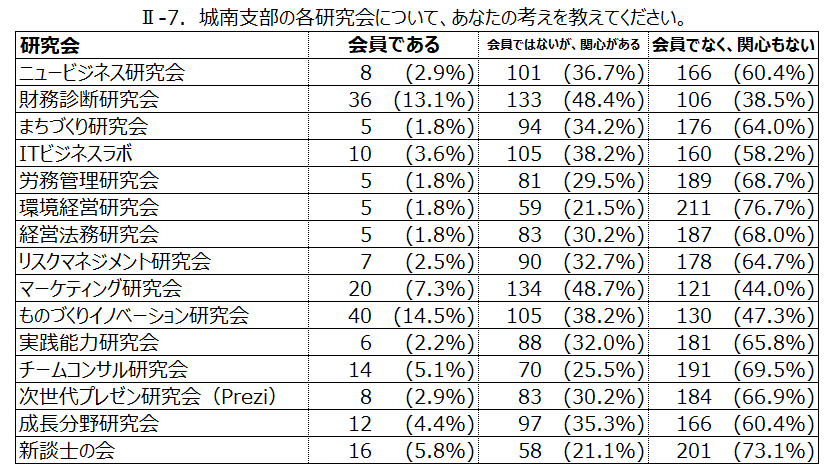 Ⅱ-7. 城南支部の各研究会について、あなたの考えを教えてください。
研究会 会員である 会員ではないが、関心がある 会員でなく、関心もない
ニュービジネス研究会 8 (2.9%) 101 (36.7%) 166 (60.4%)
財務診断研究会 36 (13.1%) 133 (48.4%) 106 (38.5%)
まちづくり研究会 5 (1.8%) 94 (34.2%) 176 (64.0%)
ITビジネスラボ 10 (3.6%) 105 (38.2%) 160 (58.2%)
労務管理研究会 5 (1.8%) 81 (29.5%) 189 (68.7%)
環境経営研究会 5 (1.8%) 59 (21.5%) 211 (76.7%)
経営法務研究会 5 (1.8%) 83 (30.2%) 187 (68.0%)
リスクマネジメント研究会 7 (2.5%) 90 (32.7%) 178 (64.7%)
マーケティング研究会 20 (7.3%) 134 (48.7%) 121 (44.0%)
ものづくりイノベーション研究会 40 (14.5%) 105 (38.2%) 130 (47.3%)
実践能力研究会 6 (2.2%) 88 (32.0%) 181 (65.8%)
チームコンサル研究会 14 (5.1%) 70 (25.5%) 191 (69.5%)
次世代プレゼン研究会（Prezi） 8 (2.9%) 83 (30.2%) 184 (66.9%)
成長分野研究会 12 (4.4%) 97 (35.3%) 166 (60.4%)
新談士の会 16 (5.8%) 58 (21.1%) 201 (73.1%)